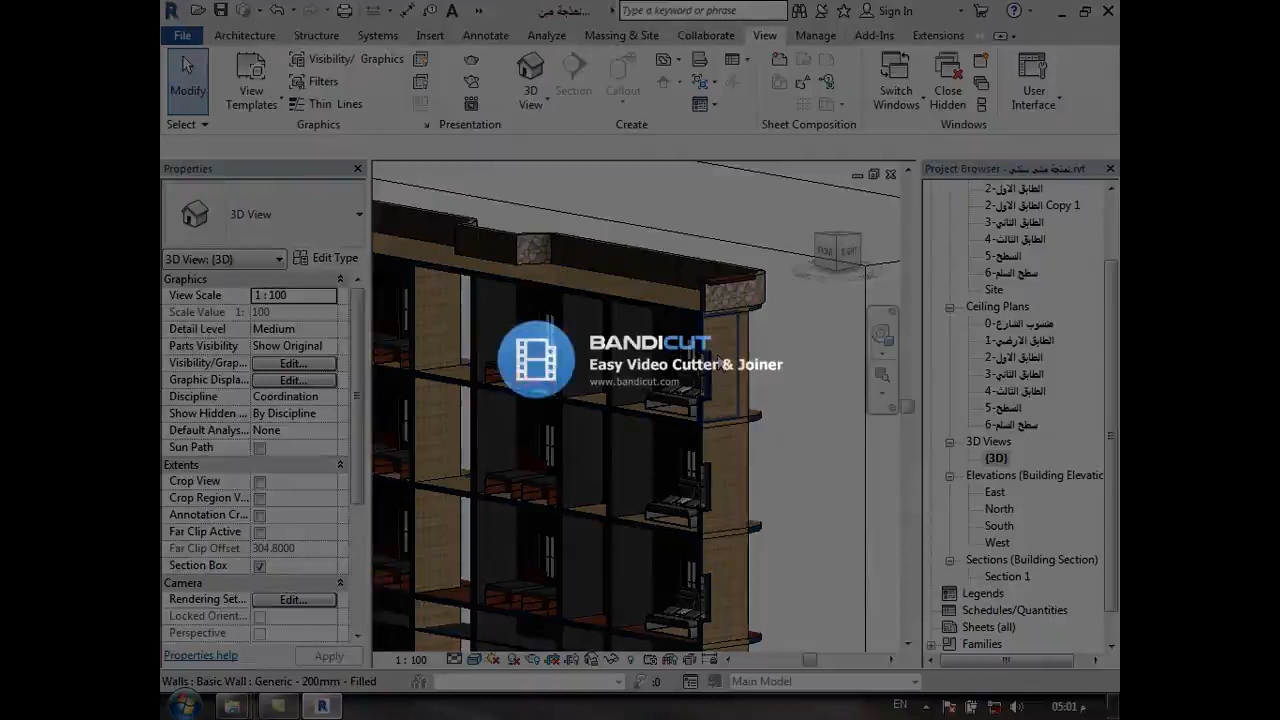 نمذجة مبن...
Type a keyword or phrase
Sign In
File Architecture Structure Systems Insert Annotate Analyze Massing & Site Collaborate View Manage Add-Ins Extensions
Modify
View Templates
Visibility/ Graphics
Filters
Thin Lines
3D View
Section
Callout
Switch Windows
Close Hidden
User Interface
Select Graphics Presentation Create Sheet Composition Windows
Properties
3D View
3D View: {3D}
Edit Type
Graphics
View Scale 1 : 100
Scale Value 1: 100
Detail Level Medium
Parts Visibility Show Original
Visibility/Grap... Edit...
Graphic Displa... Edit...
Discipline Coordination
Show Hidden ... By Discipline
Default Analys... None
Sun Path
Extents
Crop View
Crop Region V...
Annotation Cr...
Far Clip Active
Far Clip Offset 304.8000
Section Box
Camera
Rendering Set... Edit...
Locked Orient...
Perspective
Properties help Apply
FRONT RIGHT
BANDICUT
Easy Video Cutter & Joiner
www.bandicut.com
Project Browser - نمذجة مبنى سكني.rvt
2-الطابق الاول
2-الطابق الاول Copy 1
3-الطابق الثاني
4-الطابق الثالث
5-السطح
6-سطح السلم
Site
Ceiling Plans
0-منسوب الشارع
1-الطابق الارضي
2-الطابق الاول
3-الطابق الثاني
4-الطابق الثالث
5-السطح
6-سطح السلم
3D Views
{3D}
Elevations (Building Elevatic
East
North
South
West
Sections (Building Section)
Section 1
Legends
Schedules/Quantities
Sheets (all)
Families
1 : 100
Walls : Basic Wall : Generic - 200mm - Filled
:0
Main Model
EN
05:01 م